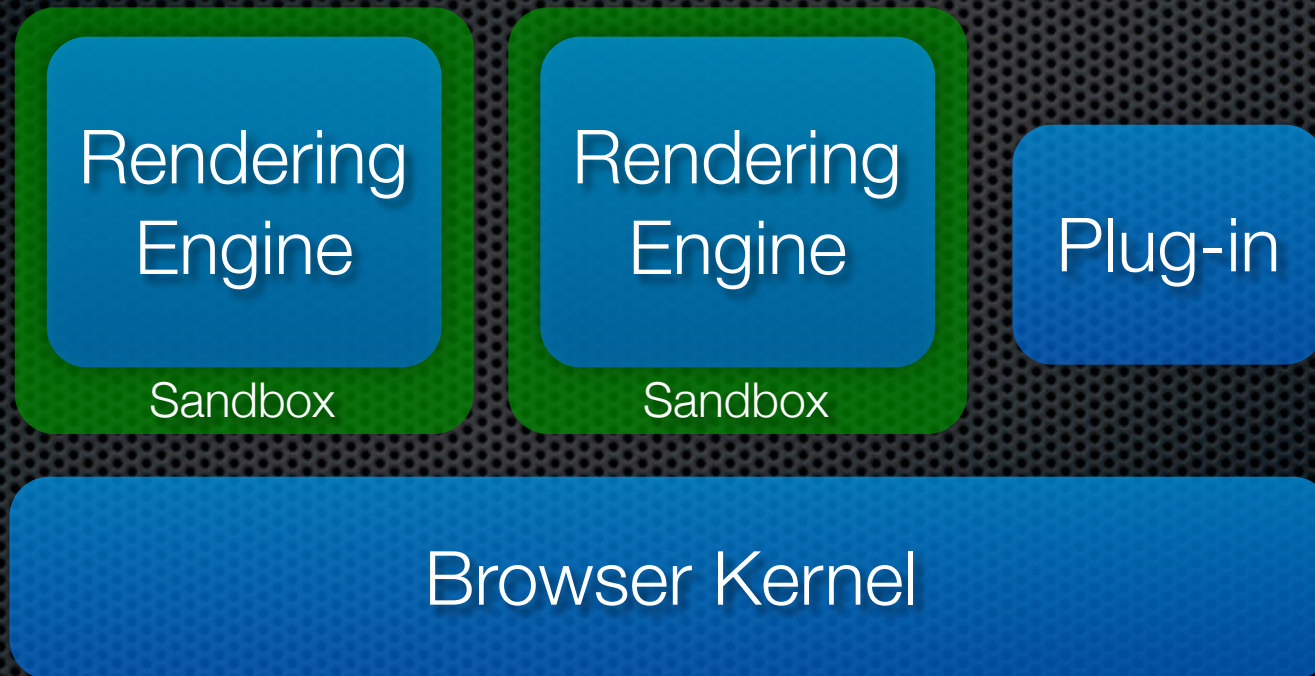 Rendering
Engine
Sandbox
Rendering
Engine
Sandbox
Plug-in
Browser Kernel